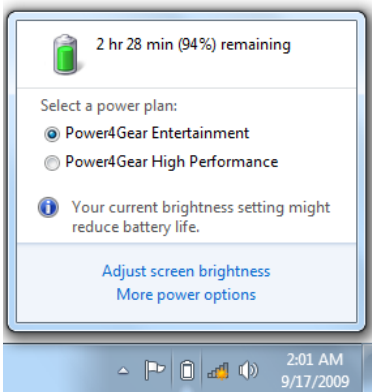 2 hr 28 min (94%) remaining
Select a power plan:
Power4Gear Entertainment
Power4Gear High Performance
Your current brightness setting might
reduce battery life.
Adjust screen brightness
More power options
2:01 AM
9/17/2009